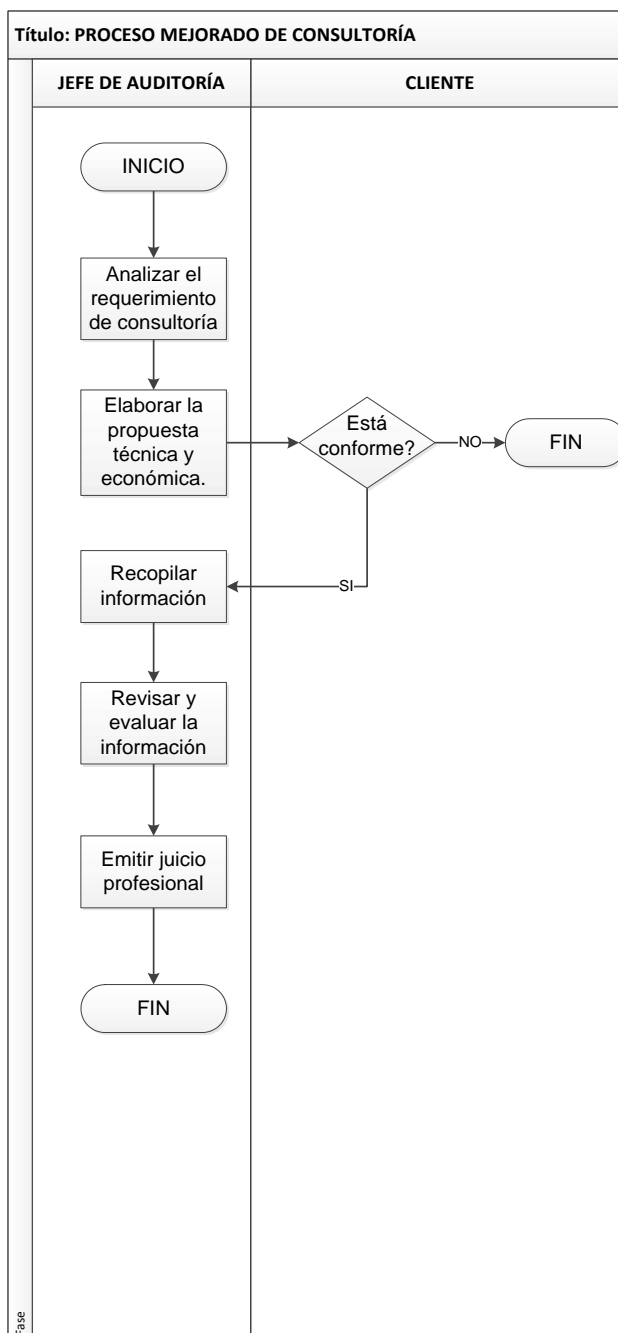 Título: PROCESO MEJORADO DE CONSULTORÍA
JEFE DE AUDITORÍA
CLIENTE
INICIO
Analizar el
requerimiento
de consultoría
Elaborar la
propuesta
técnica y
económica.
Está
conforme?
NO
FIN
SI
Recopilar
información
Revisar y
evaluar la
información
Emitir juicio
profesional
FIN
Fase